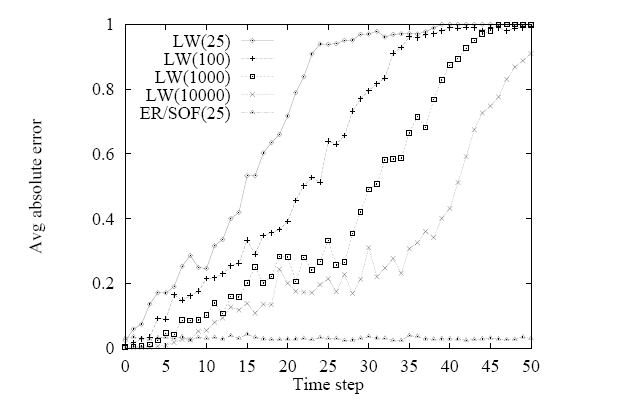 1
0.8
0.6
0.4
0.2
0
LW(25)
LW(100)
LW(1000)
LW(10000)
ER/SOF(25)
Avg absolute error
0 5 10 15 20 25 30 35 40 45 50
Time step